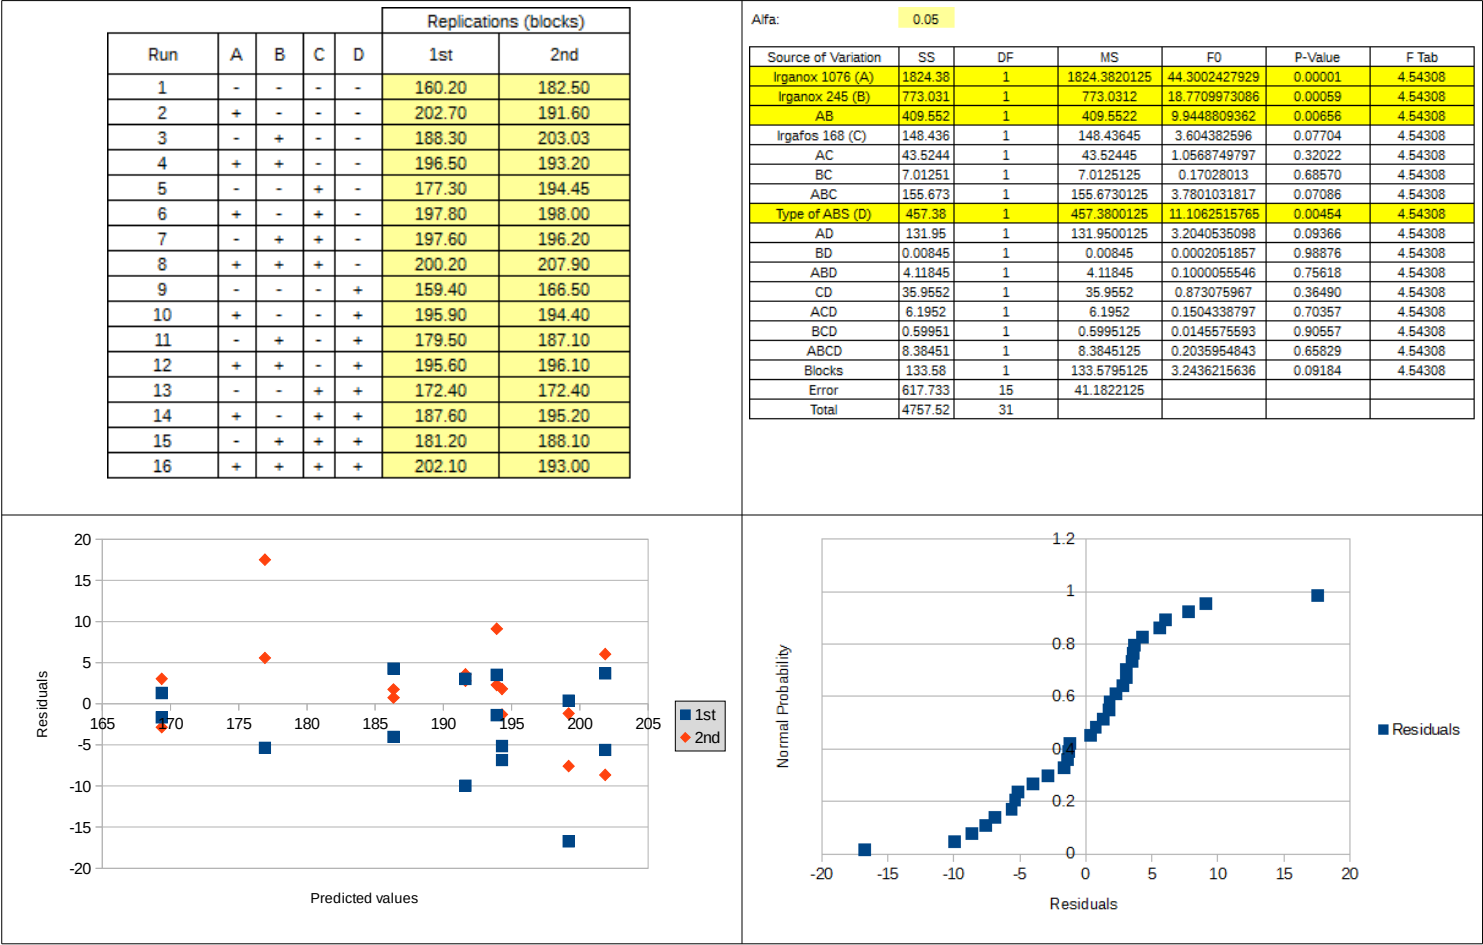 Replications (blocks)
Run A B C D 1st 2nd
1 - - - - 160.20 182.50
2 + - - - 202.70 191.60
3 - + - - 188.30 203.03
4 + + - - 196.50 193.20
5 - - + - 177.30 194.45
6 + - + - 197.80 198.00
7 - + + - 197.60 196.20
8 + + + - 200.20 207.90
9 - - - + 159.40 166.50
10 + - - + 195.90 194.40
11 - + - + 179.50 187.10
12 + + - + 195.60 196.10
13 - - + + 172.40 172.40
14 + - + + 187.60 195.20
15 - + + + 181.20 188.10
16 + + + + 202.10 193.00
Alfa: 0.05
Source of Variation SS DF MS F0 P-Value F Tab
Irganox 1076 (A) 1824.38 1 1824.3820125 44.3002427929 0.00001 4.54308
Irganox 245 (B) 773.031 1 773.0312 18.7709973086 0.00059 4.54308
AB 409.552 1 409.5522 9.9448809362 0.00656 4.54308
Irgafos 168 (C) 148.436 1 148.43645 3.604382596 0.07704 4.54308
AC 43.5244 1 43.52445 1.0568749797 0.32022 4.54308
BC 7.01251 1 7.0125125 0.17028013 0.68570 4.54308
ABC 155.673 1 155.6730125 3.7801031817 0.07086 4.54308
Type of ABS (D) 457.38 1 457.3800125 11.1062515765 0.00454 4.54308
AD 131.95 1 131.9500125 3.2040535098 0.09366 4.54308
BD 0.00845 1 0.00845 0.0002051857 0.98876 4.54308
ABD 4.11845 1 4.11845 0.1000055546 0.75618 4.54308
CD 35.9552 1 35.9552 0.873075967 0.36490 4.54308
ACD 6.1952 1 6.1952 0.1504338797 0.70357 4.54308
BCD 0.59951 1 0.5995125 0.0145575593 0.90557 4.54308
ABCD 8.38451 1 8.3845125 0.2035954843 0.65829 4.54308
Blocks 133.58 1 133.5795125 3.2436215636 0.09184 4.54308
Error 617.733 15 41.1822125
Total 4757.52 31
20
15
10
5
0
-5
-10
-15
-20
165 170 175 180 185 190 195 200 205
Residuals
Predicted values
1st
2nd
1.2
1
0.8
0.6
0.4
0.2
0
-20 -15 -10 -5 0 5 10 15 20
Normal Probability
Residuals
Residuals